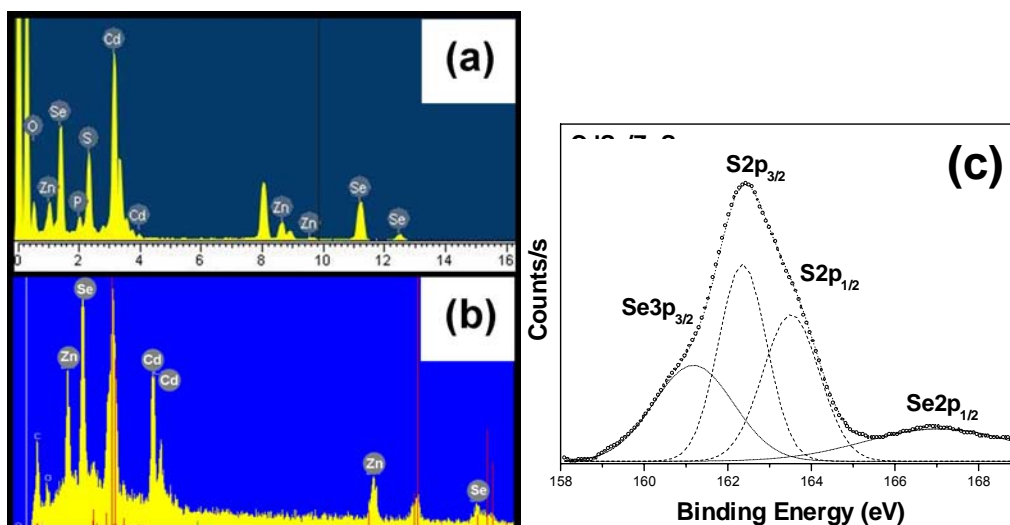 (a)
Cd
Se
O
S
Zn
P
Cd
Zn
Zn
Se
Se
0 2 4 6 8 10 12 14 16
(b)
Se
Zn
Cd
Cd
C
O
Zn
Se
(c)
S2p3/2
S2p1/2
Se3p3/2
Se2p1/2
Counts/s
158 160 162 163 164 166 168
Binding Energy (eV)